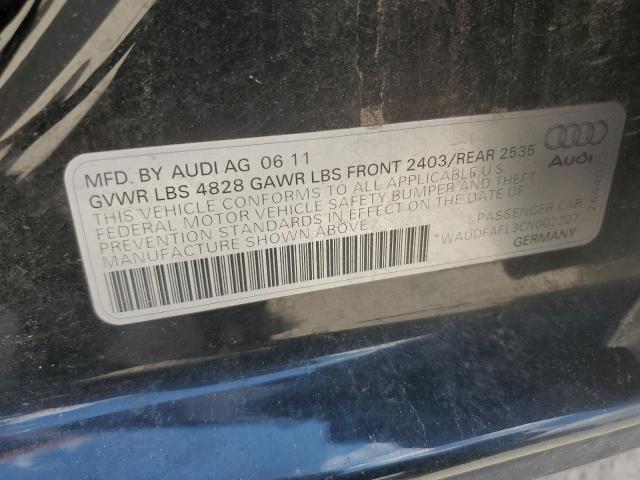 MFD. BY AUDI AG 06 11
GVWR LBS 4828 GAWR LBS FRONT 2403/REAR 2535
THIS VEHICLE CONFORMS TO ALL APPLICABLE U S
FEDERAL MOTOR VEHICLE SAFETY, BUMPER AND THEFT
PREVENTION STANDARDS IN EFFECT ON THE DATE OF
MANUFACTURE SHOWN ABOVE.
Audi
PASSENGER CAR
WAUDFAFL3CN002207
GERMANY